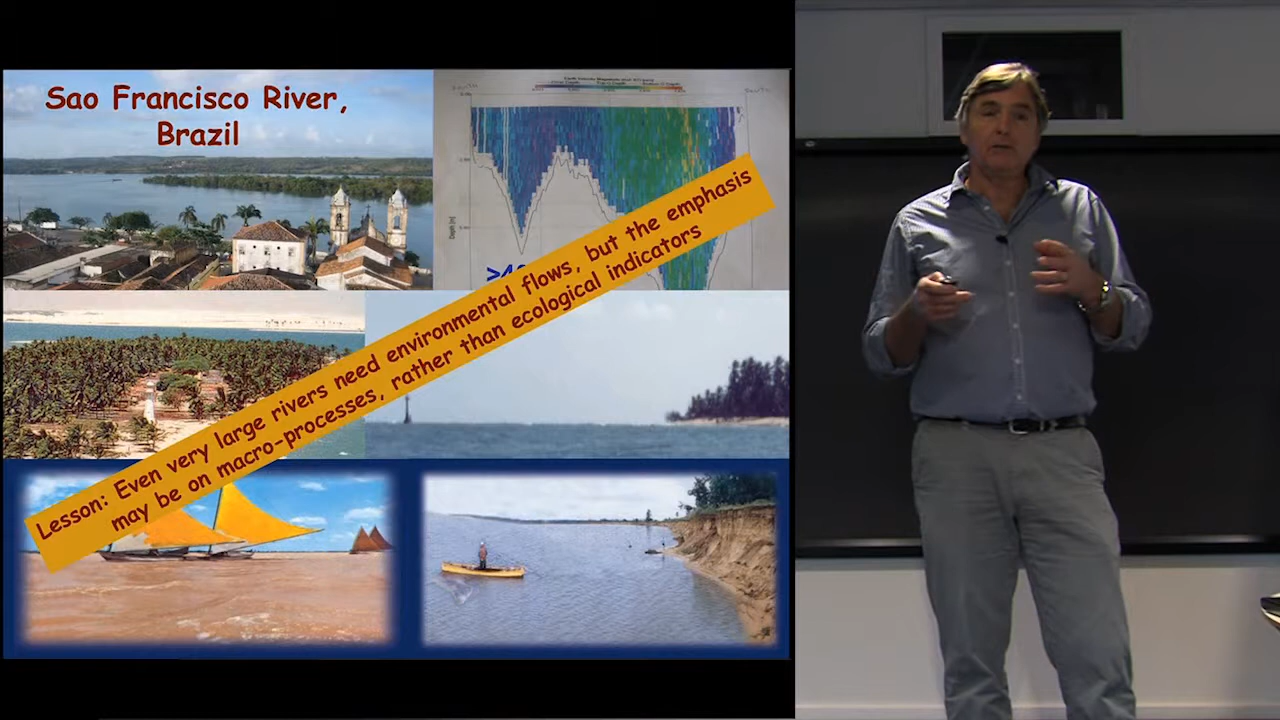 Sao Francisco River,
Brazil
Lesson: Even very large rivers need environmental flows, but the emphasis
may be on macro-processes, rather than ecological indicators